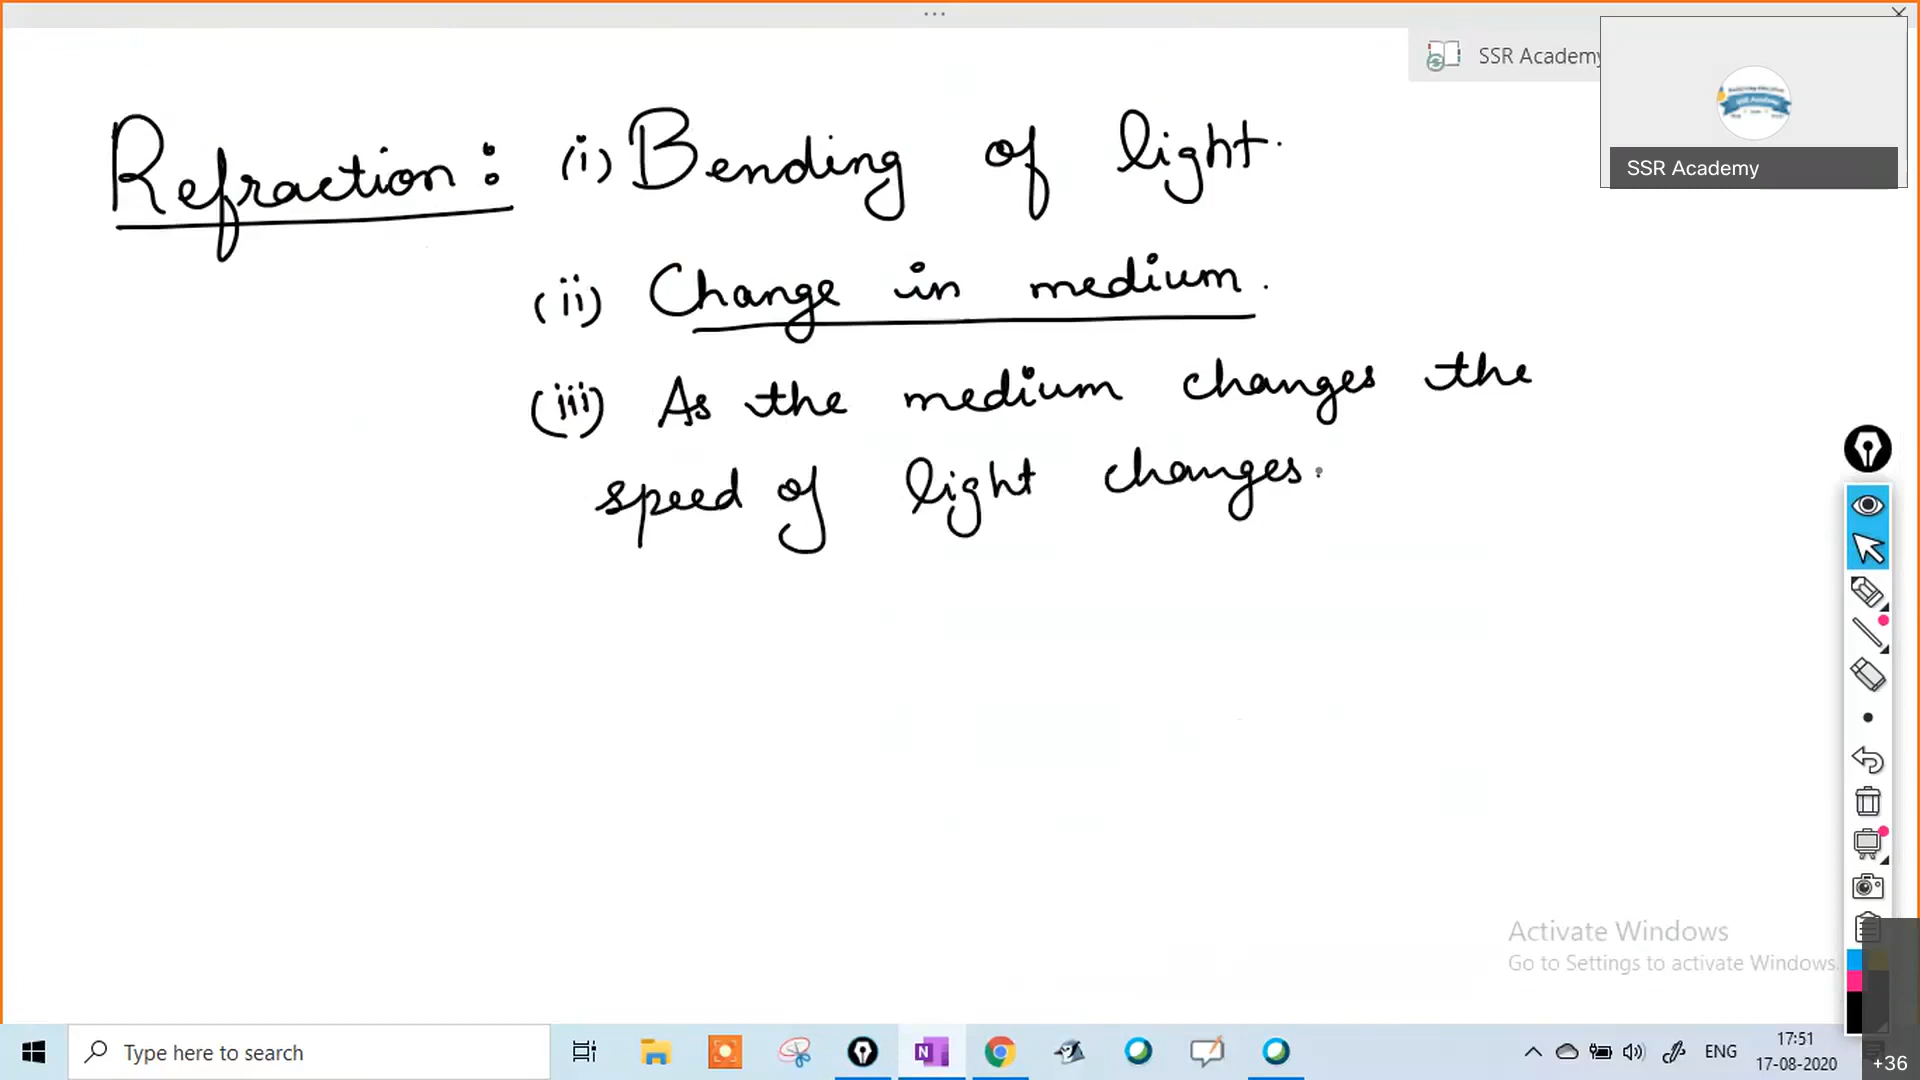 SSR Academy
SSR Academy
Refraction: (i) Bending of light.
(ii) Change in medium.
(iii) As the medium changes the
speed of light changes.
Activate Windows
Go to Settings to activate Windows.
Type here to search
ENG
17:51
17-08-2020
+36